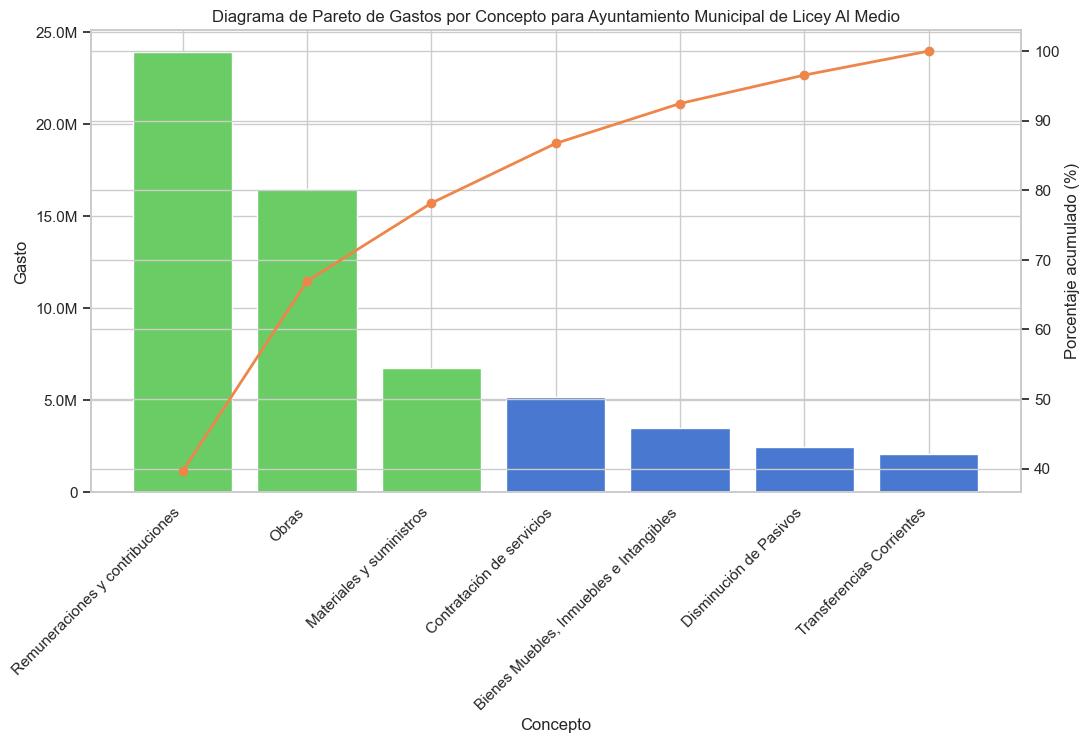 Diagrama de Pareto de Gastos por Concepto para Ayuntamiento Municipal de Licey Al Medio
25.0M
20.0M
15.0M
10.0M
5.0M
0
Gasto
100
90
80
70
60
50
40
Porcentaje acumulado (%)
Remuneraciones y contribuciones
Obras
Materiales y suministros
Contratación de servicios
Bienes Muebles, Inmuebles e Intangibles
Disminución de Pasivos
Transferencias Corrientes
Concepto